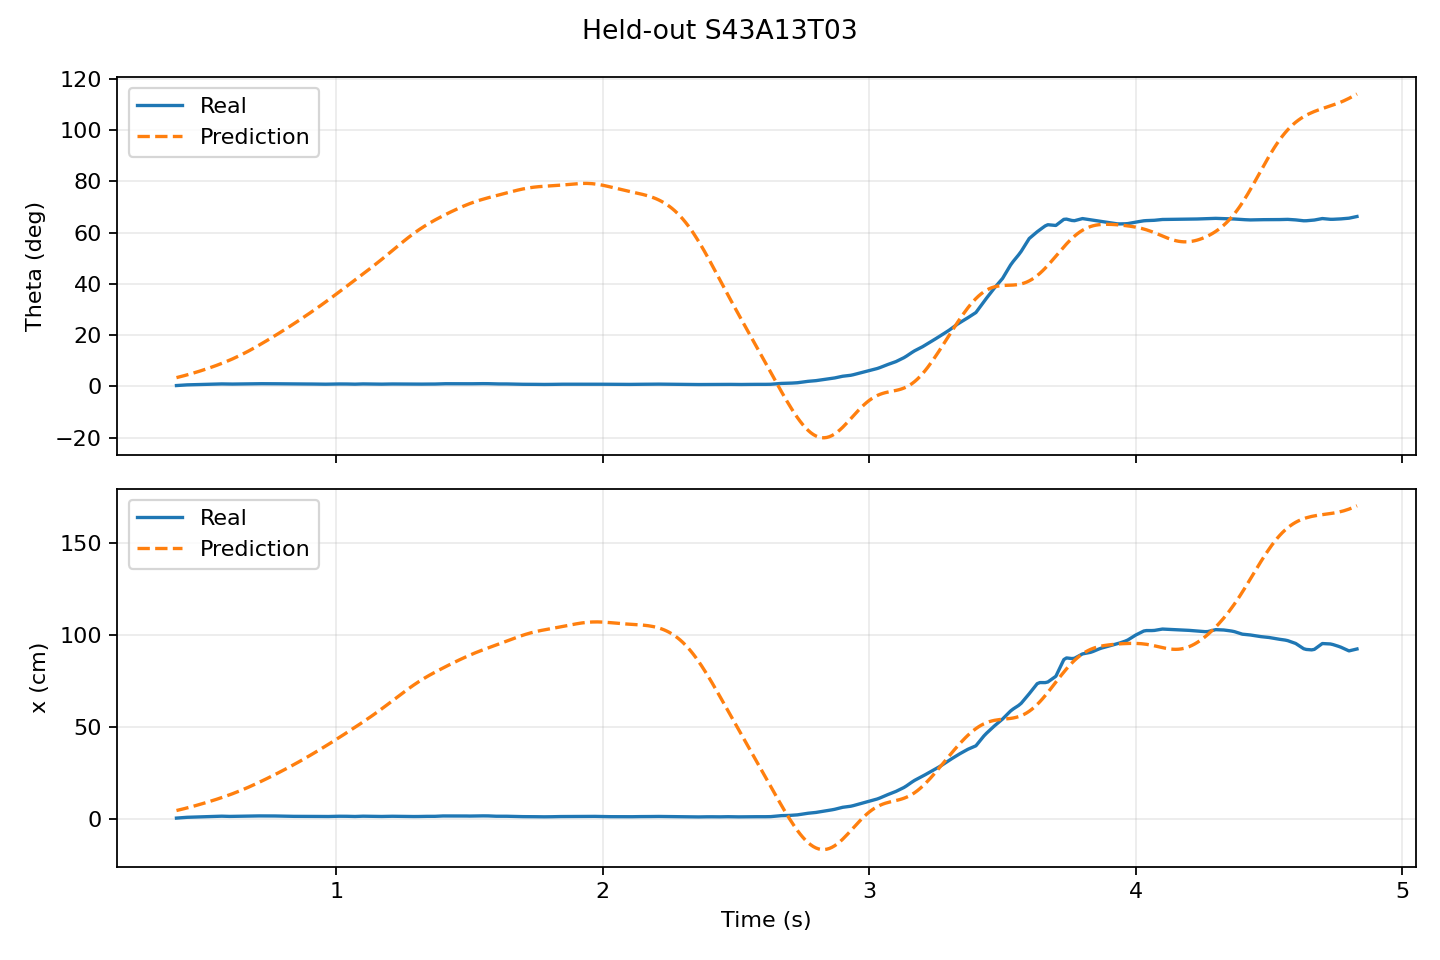 Held-out S43A13T03
120
100
80
60
40
20
0
−20
Theta (deg)
Real
Prediction
150
100
50
0
x (cm)
Real
Prediction
1
2
3
4
5
Time (s)